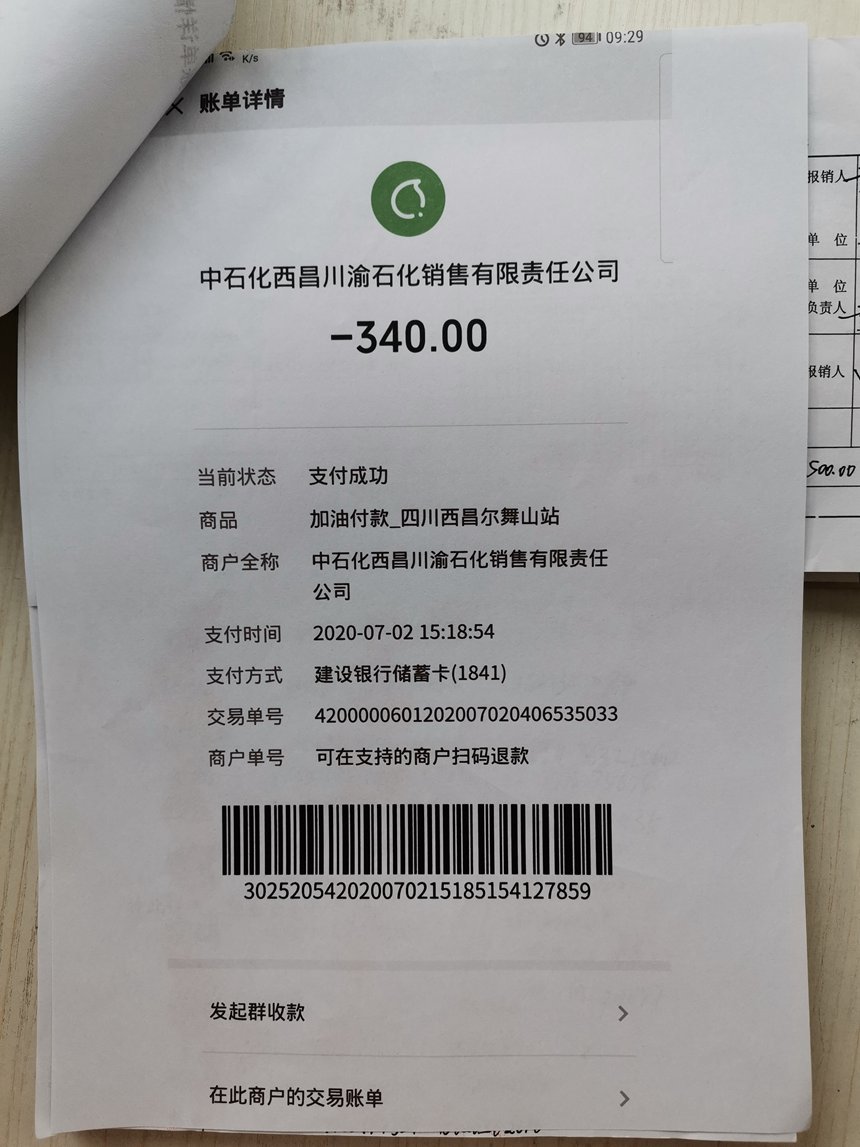 K/s
94 09:29
账单详情
中石化西昌川渝石化销售有限责任公司
-340.00
当前状态 支付成功
商品 加油付款_四川西昌尔舞山站
商户全称 中石化西昌川渝石化销售有限责任
公司
支付时间 2020-07-02 15:18:54
支付方式 建设银行储蓄卡(1841)
交易单号 4200000601202007020406535033
商户单号 可在支持的商户扫码退款
30252054202007021518515412​7859
发起群收款
在此商户的交易账单
报销人
单 位
单 位
负责人
报销人
500.00